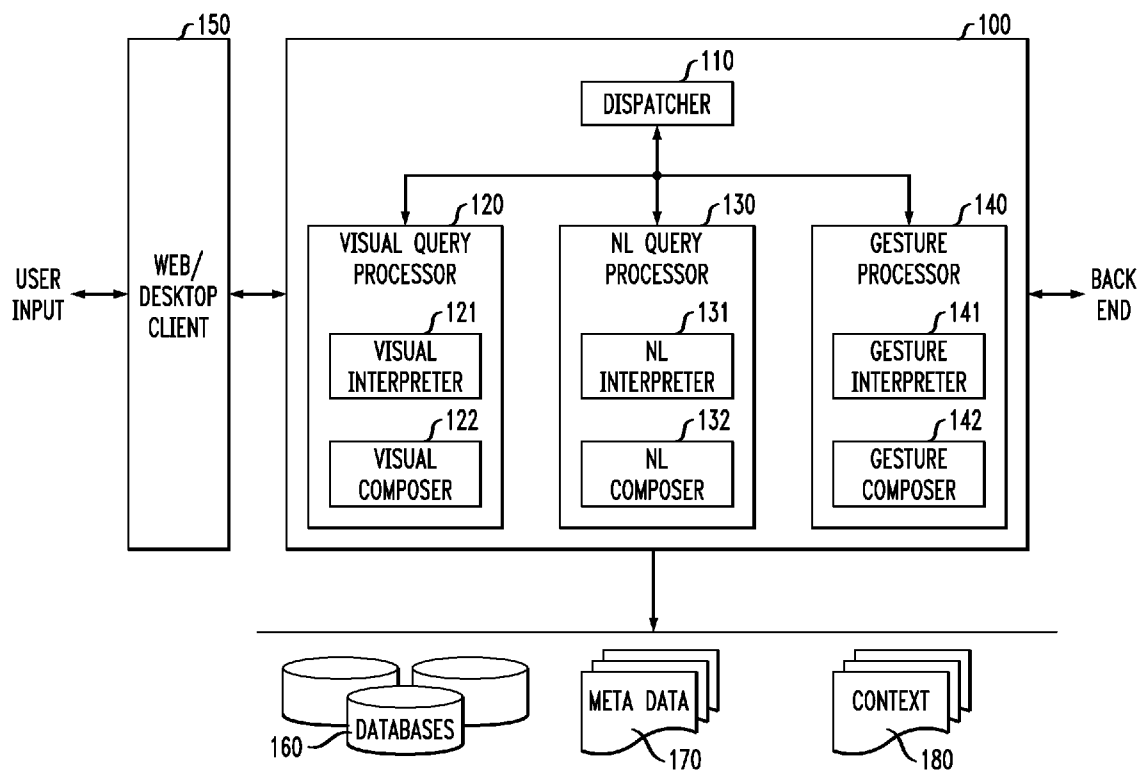 150
100
110
DISPATCHER
120
130
140
VISUAL QUERY
PROCESSOR
NL QUERY
PROCESSOR
GESTURE
PROCESSOR
USER
INPUT
WEB/
DESKTOP
CLIENT
BACK
END
121
131
141
VISUAL
INTERPRETER
NL
INTERPRETER
GESTURE
INTERPRETER
122
132
142
VISUAL
COMPOSER
NL
COMPOSER
GESTURE
COMPOSER
DATABASES
META DATA
CONTEXT
160
170
180